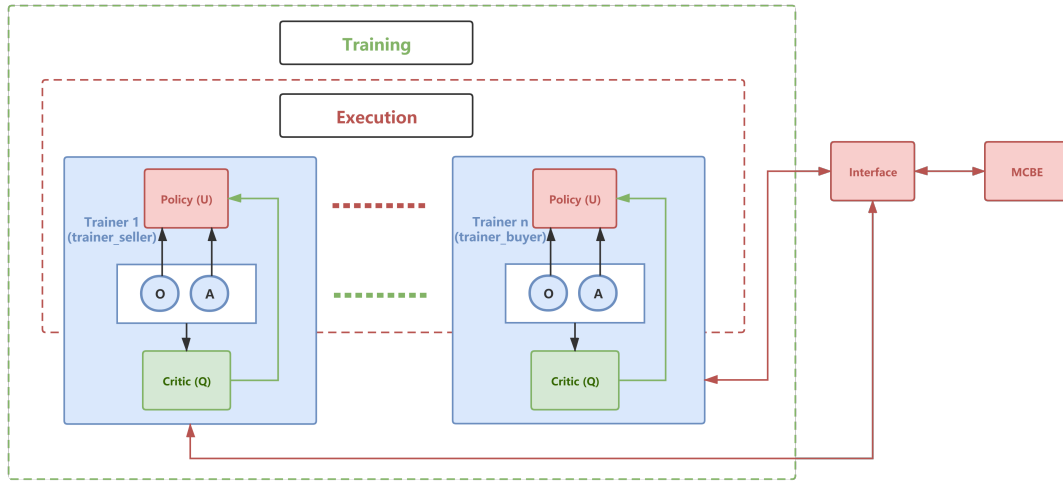 Training
Execution
Policy (U)
Trainer 1
(trainer_seller)
O
A
Critic (Q)
Policy (U)
Trainer n
(trainer_buyer)
O
A
Critic (Q)
Interface
MCBE